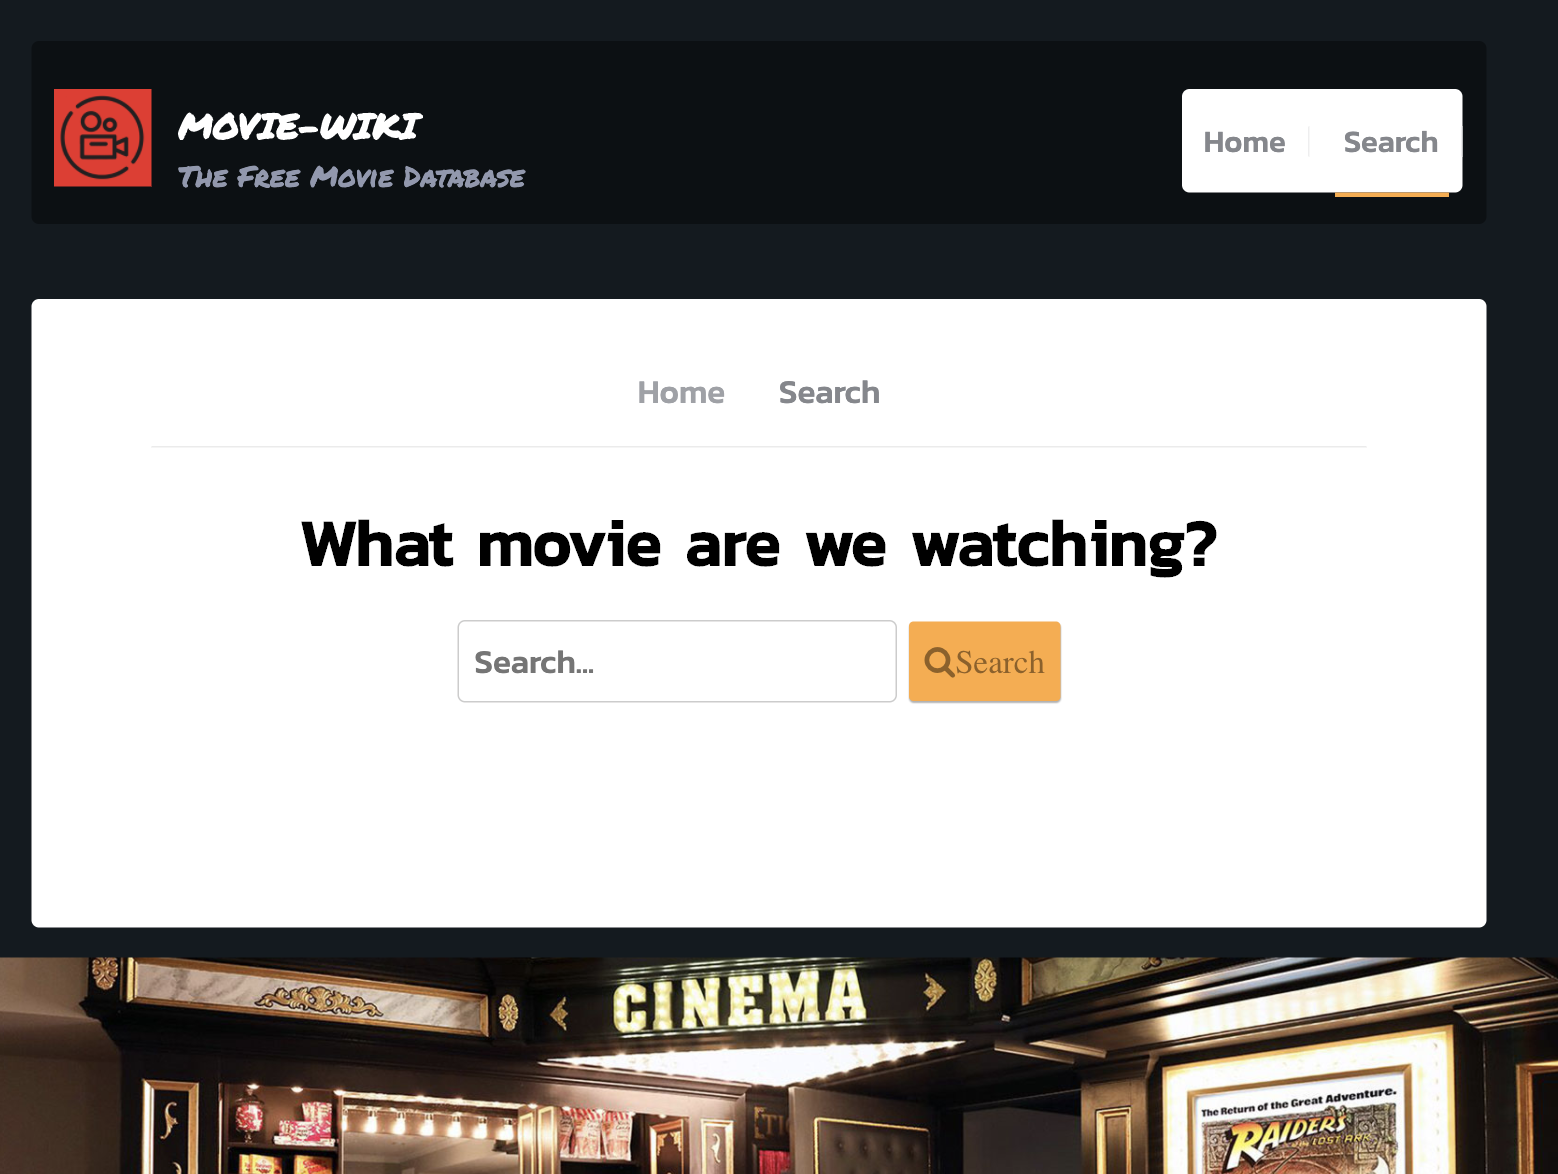 MOVIE-WIKI
The Free Movie Database
Home
Search
Home
Search
What movie are we watching?
Search...
Search
CINEMA
The Return of the Great Adventure.
RAIDERS
OF THE LOST ARK